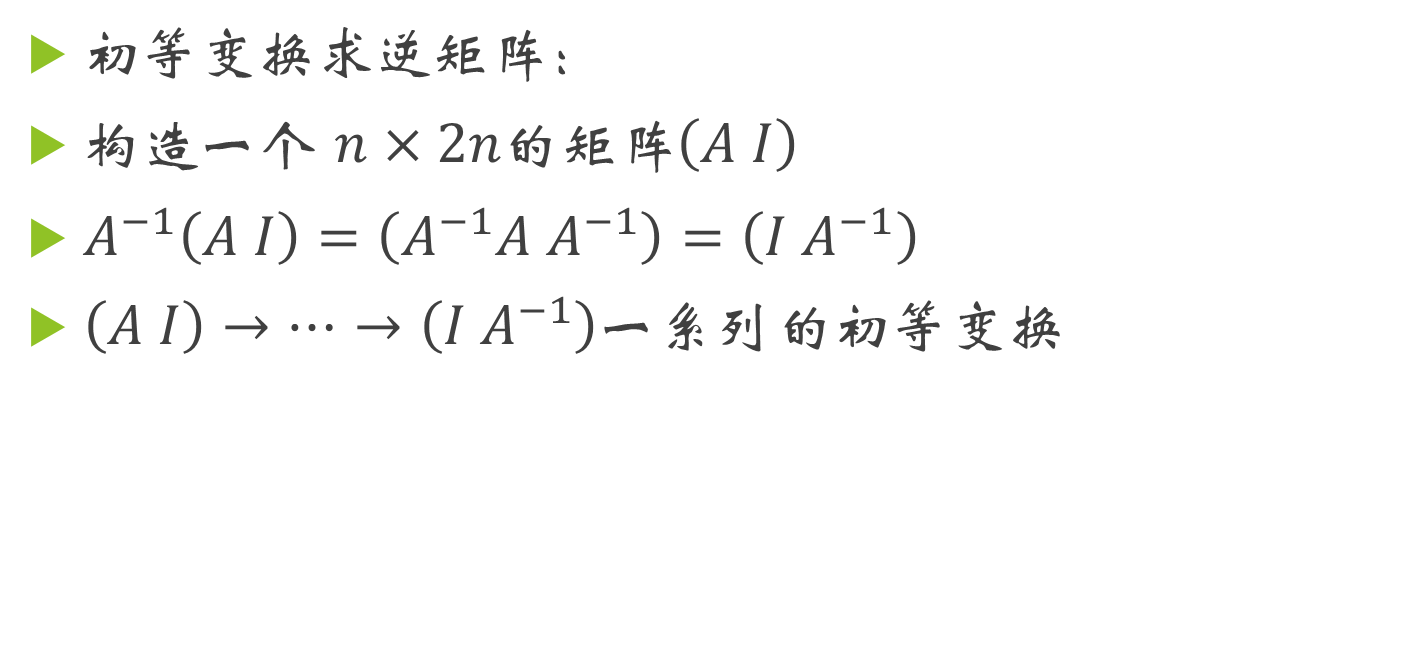 初等变换求逆矩阵：
构造一个 n × 2n的矩阵(A I)
A⁻¹(A I) = (A⁻¹A A⁻¹) = (I A⁻¹)
(A I) → ⋯ → (I A⁻¹)一系列的初等变换